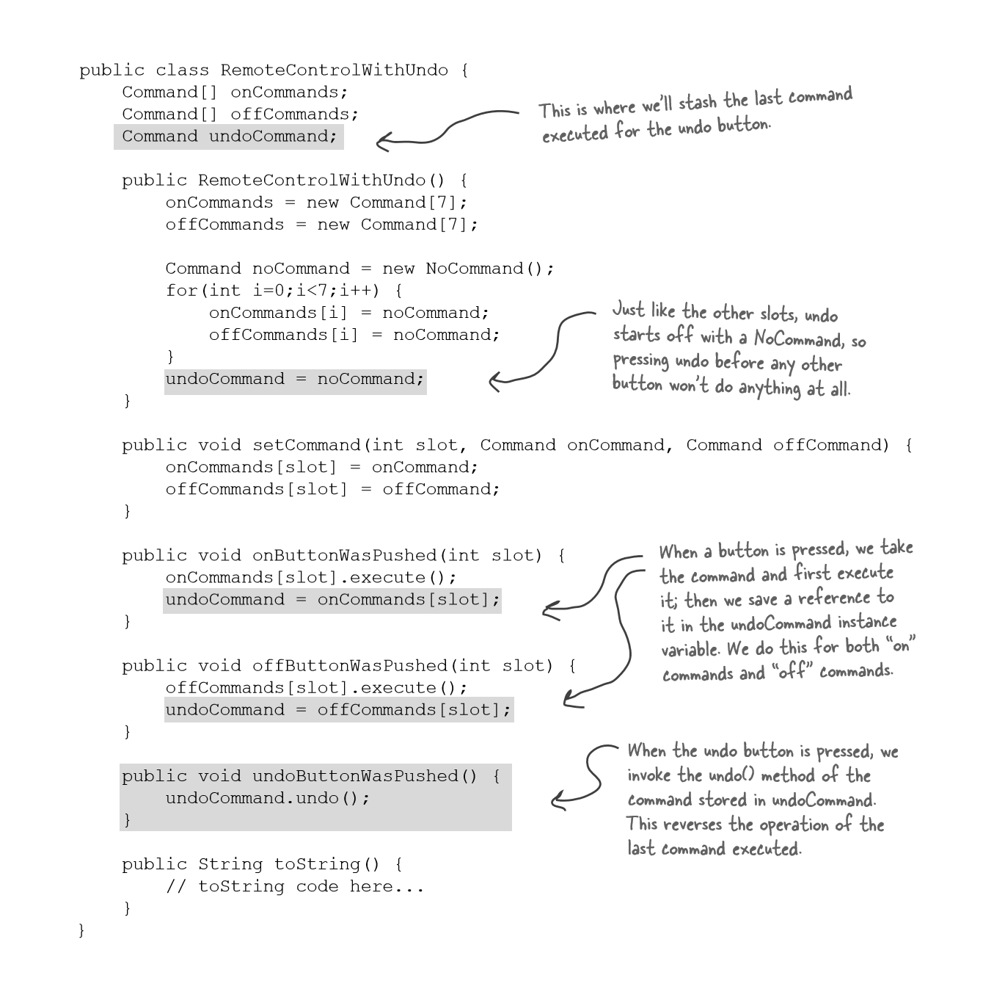 public class RemoteControlWithUndo {
Command[] onCommands;
Command[] offCommands;
Command undoCommand;
This is where we'll stash the last command
executed for the undo button.
public RemoteControlWithUndo() {
onCommands = new Command[7];
offCommands = new Command[7];
Command noCommand = new NoCommand();
for(int i=0;i<7;i++) {
onCommands[i] = noCommand;
offCommands[i] = noCommand;
}
undoCommand = noCommand;
}
Just like the other slots, undo
starts off with a NoCommand, so
pressing undo before any other
button won't do anything at all.
public void setCommand(int slot, Command onCommand, Command offCommand) {
onCommands[slot] = onCommand;
offCommands[slot] = offCommand;
}
public void onButtonWasPushed(int slot) {
onCommands[slot].execute();
undoCommand = onCommands[slot];
}
public void offButtonWasPushed(int slot) {
offCommands[slot].execute();
undoCommand = offCommands[slot];
}
When a button is pressed, we take
the command and first execute
it; then we save a reference to
it in the undoCommand instance
variable. We do this for both “on”
commands and “off” commands.
public void undoButtonWasPushed() {
undoCommand.undo();
}
When the undo button is pressed, we
invoke the undo() method of the
command stored in undoCommand.
This reverses the operation of the
last command executed.
public String toString() {
// toString code here...
}
}